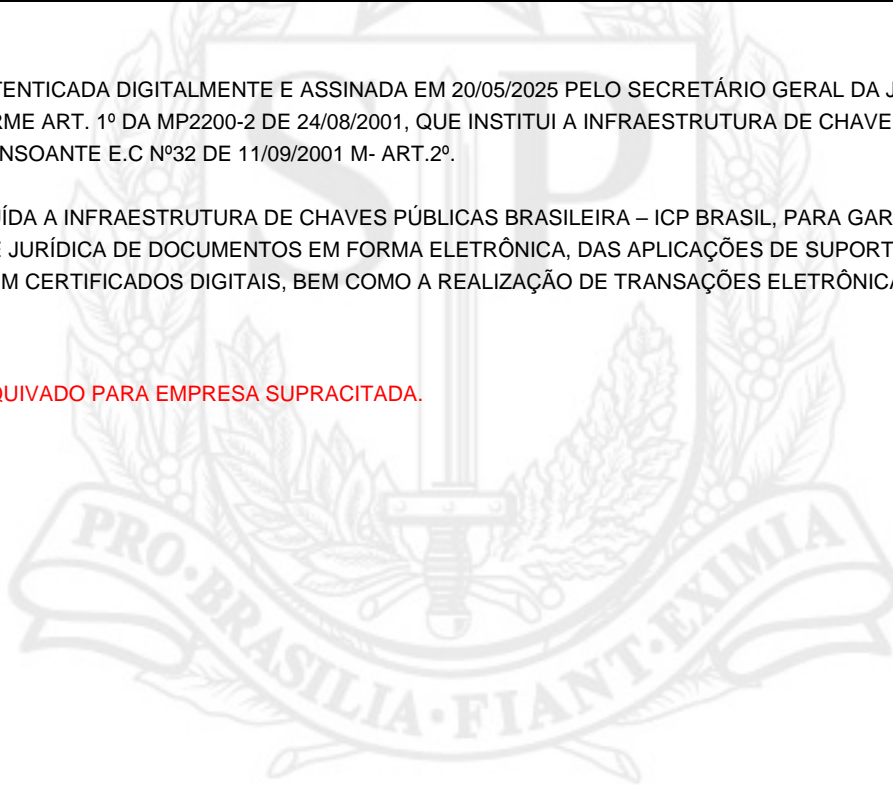 TENTICADA DIGITALMENTE E ASSINADA EM 20/05/2025 PELO SECRETÁRIO GERAL DA J
RME ART. 1º DA MP2200-2 DE 24/08/2001, QUE INSTITUI A INFRAESTRUTURA DE CHAVE
NSOANTE E.C Nº32 DE 11/09/2001 M- ART.2º.
ÍDA A INFRAESTRUTURA DE CHAVES PÚBLICAS BRASILEIRA – ICP BRASIL, PARA GAR
E JURÍDICA DE DOCUMENTOS EM FORMA ELETRÔNICA, DAS APLICAÇÕES DE SUPORT
M CERTIFICADOS DIGITAIS, BEM COMO A REALIZAÇÃO DE TRANSAÇÕES ELETRÔNICA
QUIVADO PARA EMPRESA SUPRACITADA.
SP
PRO·BRASILIA·FIANT·EXIMIA